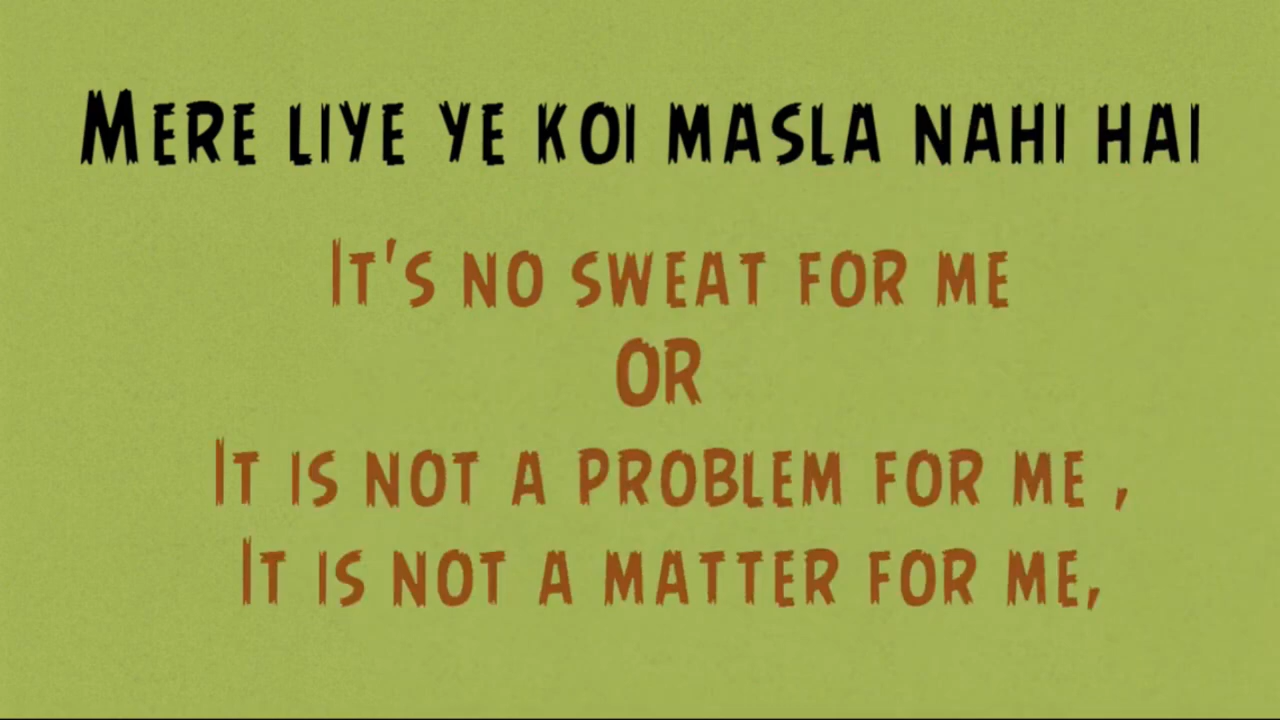 Mere liye ye koi masla nahi hai
It's no sweat for me
OR
It is not a problem for me ,
It is not a matter for me,